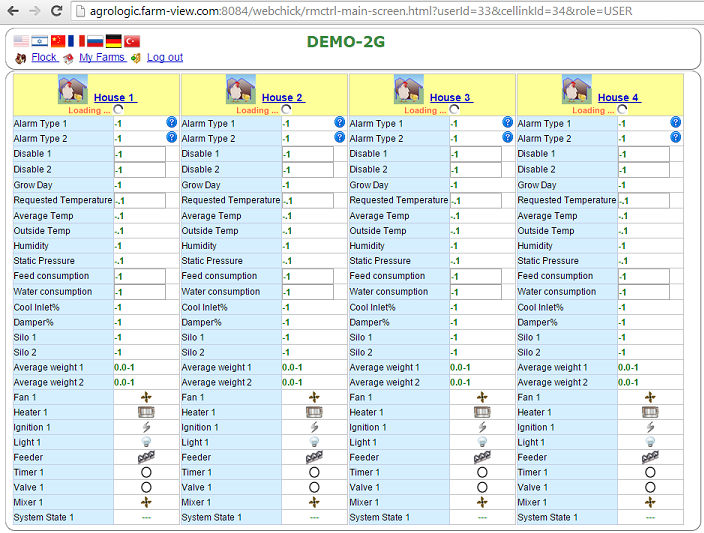 agrologic.farm-view.com:8084/webchick/rmctrl-main-screen.html?userId=33&cellinkId=34&role=USER
DEMO-2G
Flock My Farms Log out
House 1 House 2 House 3 House 4
Loading ... Loading ... Loading ... Loading ...
Alarm Type 1 -1 ? Alarm Type 1 -1 ? Alarm Type 1 -1 ? Alarm Type 1 -1 ?
Alarm Type 2 -1 ? Alarm Type 2 -1 ? Alarm Type 2 -1 ? Alarm Type 2 -1 ?
Disable 1 -1 Disable 1 -1 Disable 1 -1 Disable 1 -1
Disable 2 -1 Disable 2 -1 Disable 2 -1 Disable 2 -1
Grow Day -1 Grow Day -1 Grow Day -1 Grow Day -1
Requested Temperature -.1 Requested Temperature -.1 Requested Temperature -.1 Requested Temperature -.1
Average Temp -.1 Average Temp -.1 Average Temp -.1 Average Temp -.1
Outside Temp -.1 Outside Temp -.1 Outside Temp -.1 Outside Temp -.1
Humidity -1 Humidity -1 Humidity -1 Humidity -1
Static Pressure -.1 Static Pressure -.1 Static Pressure -.1 Static Pressure -.1
Feed consumption -1 Feed consumption -1 Feed consumption -1 Feed consumption -1
Water consumption -1 Water consumption -1 Water consumption -1 Water consumption -1
Cool Inlet% -1 Cool Inlet% -1 Cool Inlet% -1 Cool Inlet% -1
Damper% -1 Damper% -1 Damper% -1 Damper% -1
Silo 1 -1 Silo 1 -1 Silo 1 -1 Silo 1 -1
Silo 2 -1 Silo 2 -1 Silo 2 -1 Silo 2 -1
Average weight 1 0.0-1 Average weight 1 0.0-1 Average weight 1 0.0-1 Average weight 1 0.0-1
Average weight 2 0.0-1 Average weight 2 0.0-1 Average weight 2 0.0-1 Average weight 2 0.0-1
Fan 1 Fan 1 Fan 1 Fan 1
Heater 1 Heater 1 Heater 1 Heater 1
Ignition 1 Ignition 1 Ignition 1 Ignition 1
Light 1 Light 1 Light 1 Light 1
Feeder Feeder Feeder Feeder
Timer 1 Timer 1 Timer 1 Timer 1
Valve 1 Valve 1 Valve 1 Valve 1
Mixer 1 Mixer 1 Mixer 1 Mixer 1
System State 1 --- System State 1 --- System State 1 --- System State 1 ---